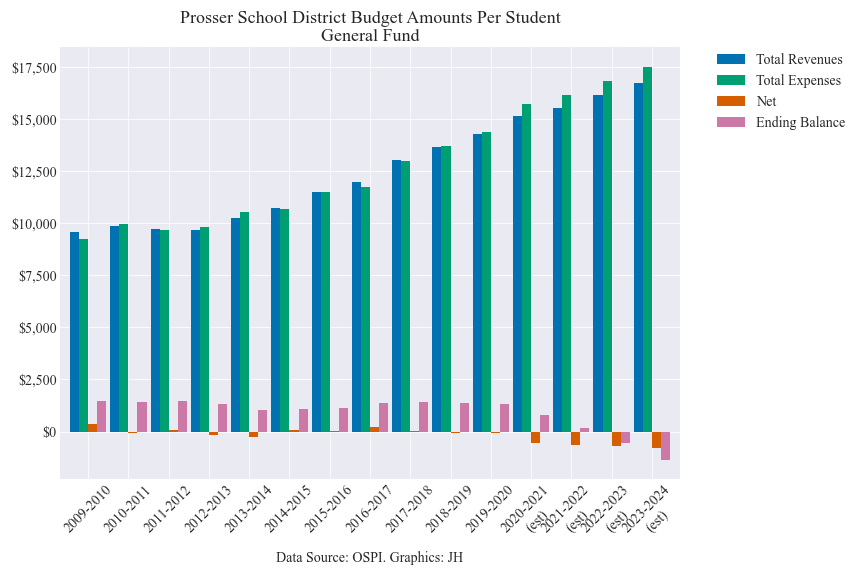 Prosser School District Budget Amounts Per Student
General Fund
Total Revenues
Total Expenses
Net
Ending Balance
$17,500
$15,000
$12,500
$10,000
$7,500
$5,000
$2,500
$0
2009-2010
2010-2011
2011-2012
2012-2013
2013-2014
2014-2015
2015-2016
2016-2017
2017-2018
2018-2019
2019-2020
2020-2021
(est)
2021-2022
(est)
2022-2023
(est)
2023-2024
(est)
Data Source: OSPI. Graphics: JH